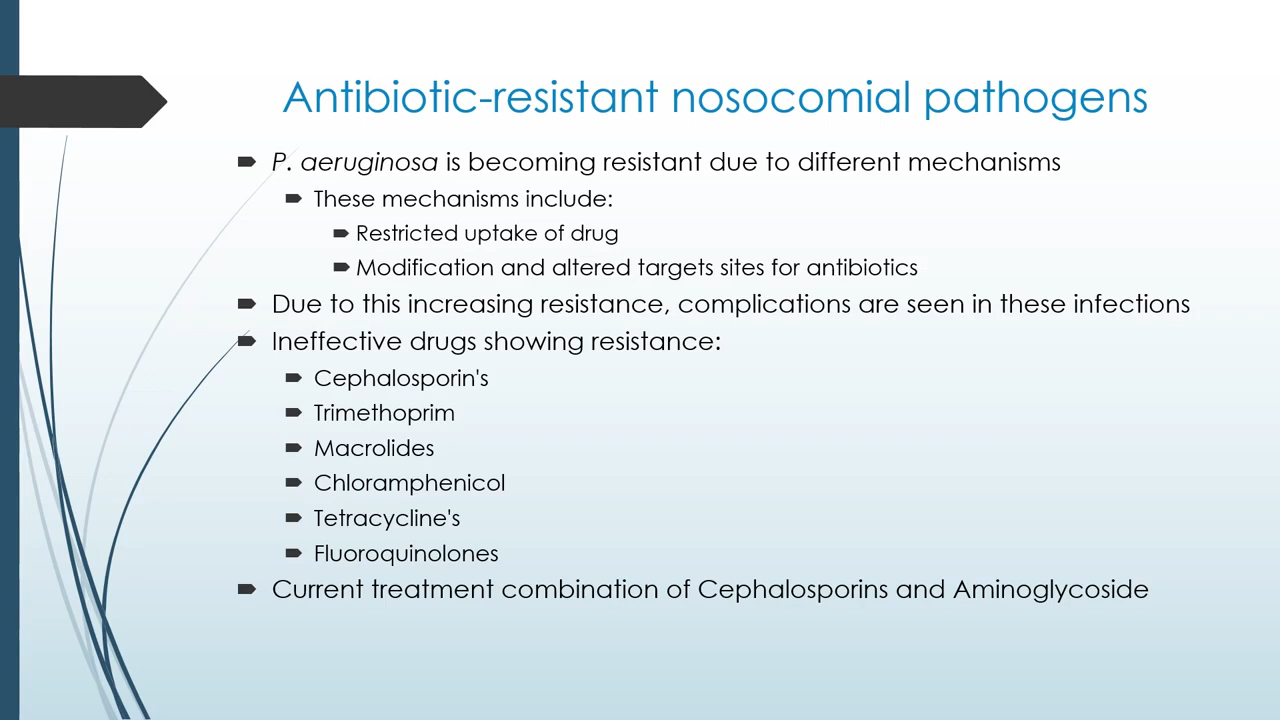 Antibiotic-resistant nosocomial pathogens
P. aeruginosa is becoming resistant due to different mechanisms
These mechanisms include:
Restricted uptake of drug
Modification and altered targets sites for antibiotics
Due to this increasing resistance, complications are seen in these infections
Ineffective drugs showing resistance:
Cephalosporin's
Trimethoprim
Macrolides
Chloramphenicol
Tetracycline's
Fluoroquinolones
Current treatment combination of Cephalosporins and Aminoglycoside